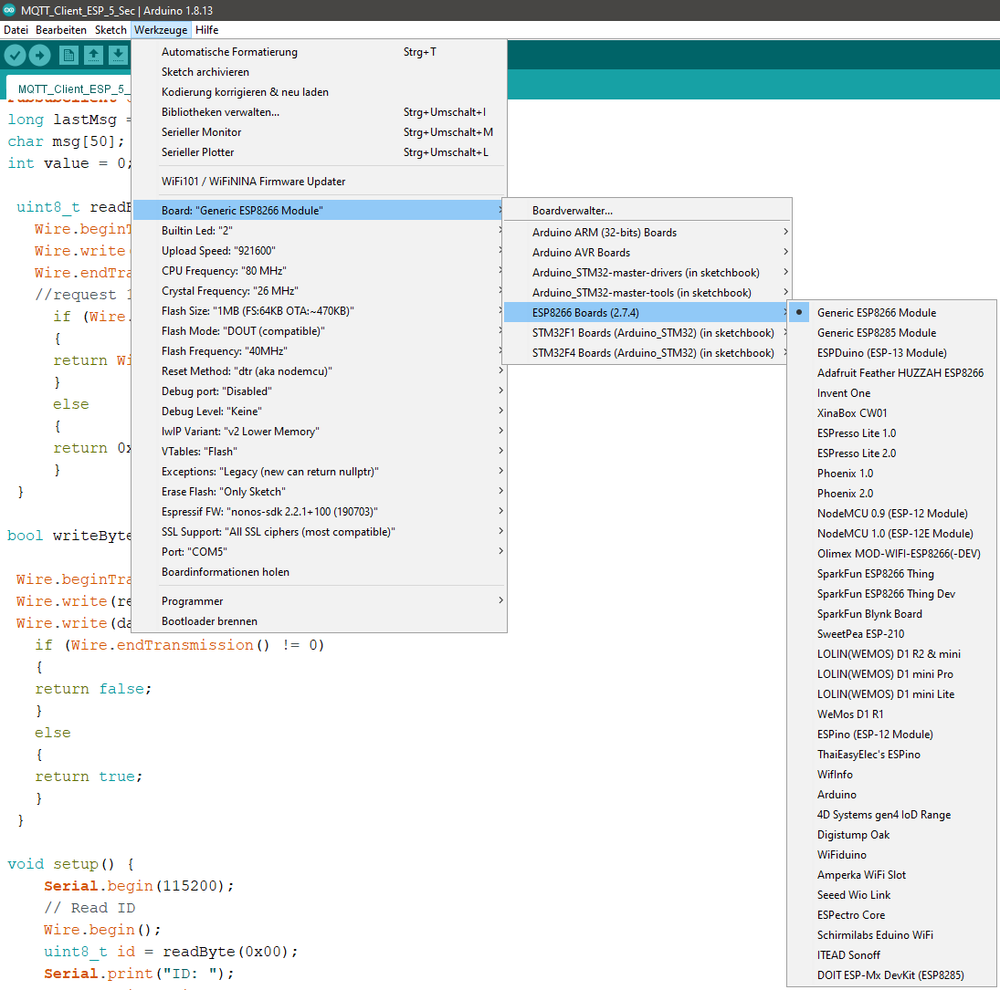 MQTT_Client_ESP_5_Sec | Arduino 1.8.13
Datei Bearbeiten Sketch Werkzeuge Hilfe
MQTT_Client_ESP_5_
long lastMsg =
char msg[50];
int value = 0;
uint8_t readB
Wire.beginT
Wire.write(
Wire.endTra
//request 1
if (Wire.
{
return Wi
}
else
{
return 0x
}
}
bool writeByte
Wire.beginTra
Wire.write(re
Wire.write(da
if (Wire.endTransmission() != 0)
{
return false;
}
else
{
return true;
}
}
void setup() {
Serial.begin(115200);
// Read ID
Wire.begin();
uint8_t id = readByte(0x00);
Serial.print("ID: ");
Automatische Formatierung Strg+T
Sketch archivieren
Kodierung korrigieren & neu laden
Bibliotheken verwalten... Strg+Umschalt+I
Serieller Monitor Strg+Umschalt+M
Serieller Plotter Strg+Umschalt+L
WiFi101 / WiFiNINA Firmware Updater
Board: "Generic ESP8266 Module"
Builtin Led: "2"
Upload Speed: "921600"
CPU Frequency: "80 MHz"
Crystal Frequency: "26 MHz"
Flash Size: "1MB (FS:64KB OTA:~470KB)"
Flash Mode: "DOUT (compatible)"
Flash Frequency: "40MHz"
Reset Method: "dtr (aka nodemcu)"
Debug port: "Disabled"
Debug Level: "Keine"
lwIP Variant: "v2 Lower Memory"
VTables: "Flash"
Exceptions: "Legacy (new can return nullptr)"
Erase Flash: "Only Sketch"
Espressif FW: "nonos-sdk 2.2.1+100 (190703)"
SSL Support: "All SSL ciphers (most compatible)"
Port: "COM5"
Boardinformationen holen
Programmer
Bootloader brennen
Boardverwalter...
Arduino ARM (32-bits) Boards
Arduino AVR Boards
Arduino_STM32-master-drivers (in sketchbook)
Arduino_STM32-master-tools (in sketchbook)
ESP8266 Boards (2.7.4)
STM32F1 Boards (Arduino_STM32) (in sketchbook)
STM32F4 Boards (Arduino_STM32) (in sketchbook)
Generic ESP8266 Module
Generic ESP8285 Module
ESPDuino (ESP-13 Module)
Adafruit Feather HUZZAH ESP8266
Invent One
XinaBox CW01
ESPresso Lite 1.0
ESPresso Lite 2.0
Phoenix 1.0
Phoenix 2.0
NodeMCU 0.9 (ESP-12 Module)
NodeMCU 1.0 (ESP-12E Module)
Olimex MOD-WIFI-ESP8266(-DEV)
SparkFun ESP8266 Thing
SparkFun ESP8266 Thing Dev
SparkFun Blynk Board
SweetPea ESP-210
LOLIN(WEMOS) D1 R2 & mini
LOLIN(WEMOS) D1 mini Pro
LOLIN(WEMOS) D1 mini Lite
WeMos D1 R1
ESPino (ESP-12 Module)
ThaiEasyElec's ESPino
WifInfo
Arduino
4D Systems gen4 IoD Range
Digistump Oak
WiFiduino
Amperka WiFi Slot
Seeed Wio Link
ESPectro Core
Schirmilabs Eduino WiFi
ITEAD Sonoff
DOIT ESP-Mx DevKit (ESP8285)